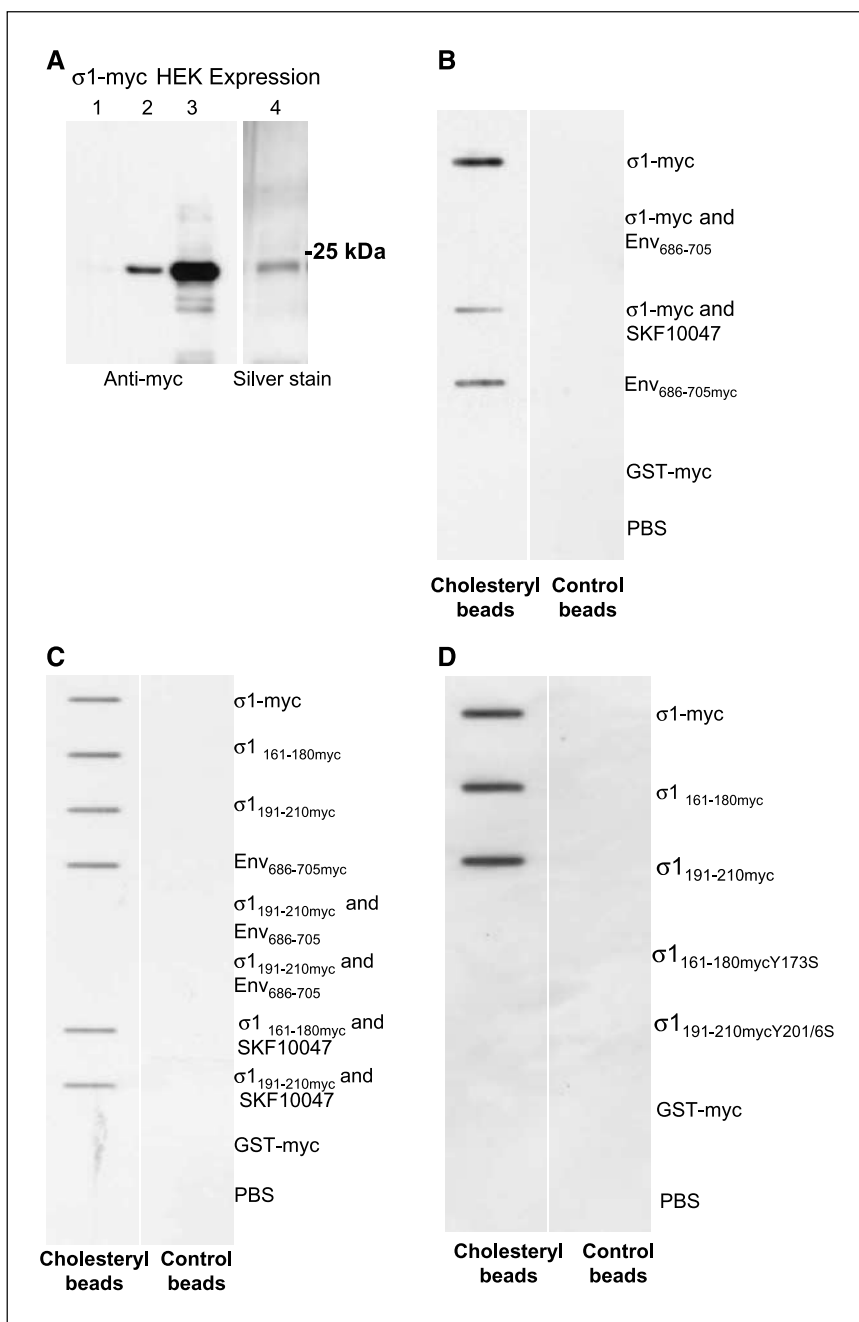 A
σ1-myc HEK Expression
1 2 3 4
-25 kDa
Anti-myc Silver stain
B
σ1-myc
σ1-myc and
Env686-705
σ1-myc and
SKF10047
Env686-705myc
GST-myc
PBS
Cholesteryl Control
beads beads
C
σ1-myc
σ1 161-180myc
σ1191-210myc
Env686-705myc
σ1191-210myc and
Env686-705
σ1191-210myc and
Env686-705
σ1 161-180myc and
SKF10047
σ1191-210myc and
SKF10047
GST-myc
PBS
Cholesteryl Control
beads beads
D
σ1-myc
σ1 161-180myc
σ1191-210myc
σ1161-180mycY173S
σ1191-210mycY201/6S
GST-myc
PBS
Cholesteryl Control
beads beads